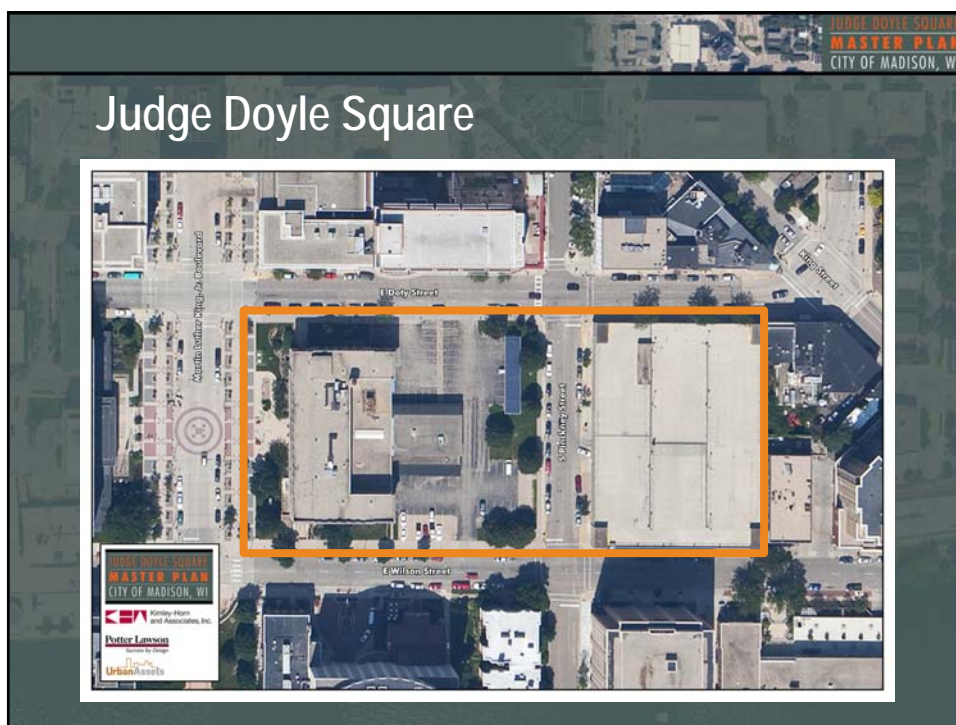 JUDGE DOYLE SQUARE
MASTER PLAN
CITY OF MADISON, W
Judge Doyle Square
Martin Luther King Jr. Boulevard
E Doty Street
King Street
S Pinckney Street
E Wilson Street
JUDGE DOYLE SQUARE
MASTER PLAN
CITY OF MADISON, WI
Kimley-Horn
and Associates, Inc.
Potter Lawson
Success by Design
UrbanAssets